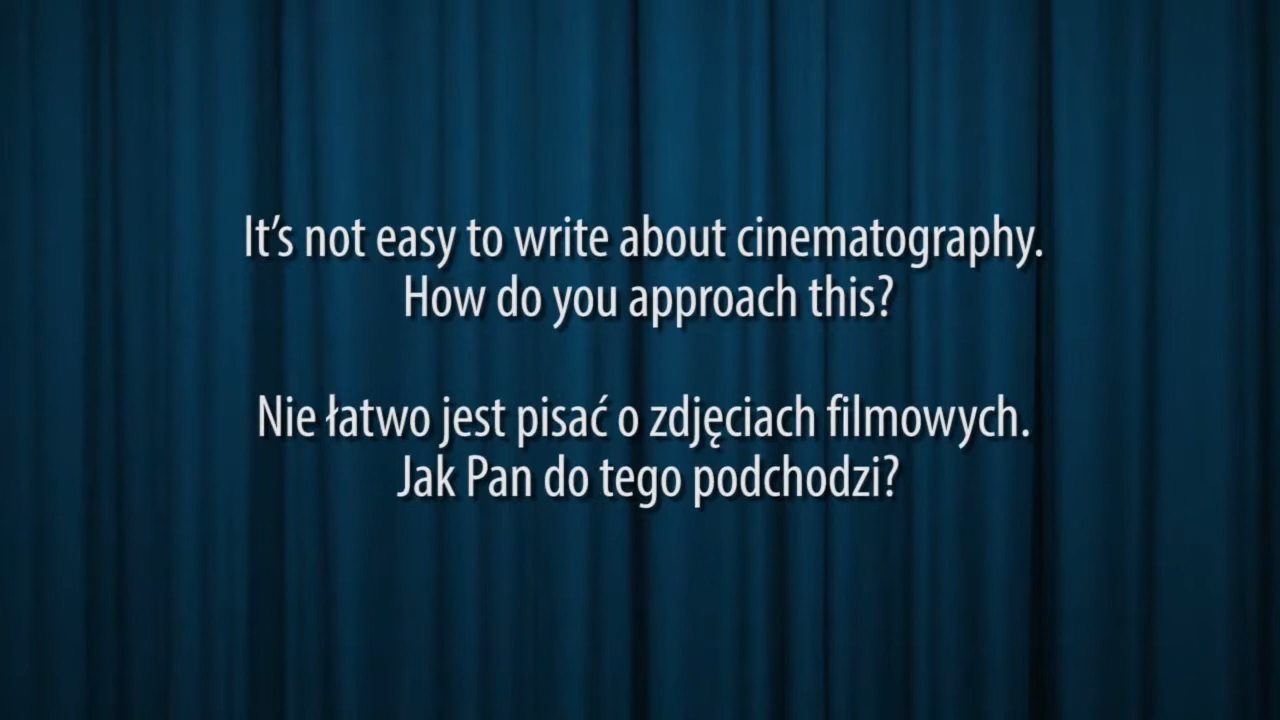 It’s not easy to write about cinematography.
How do you approach this?
Nie łatwo jest pisać o zdjęciach filmowych.
Jak Pan do tego podchodzi?